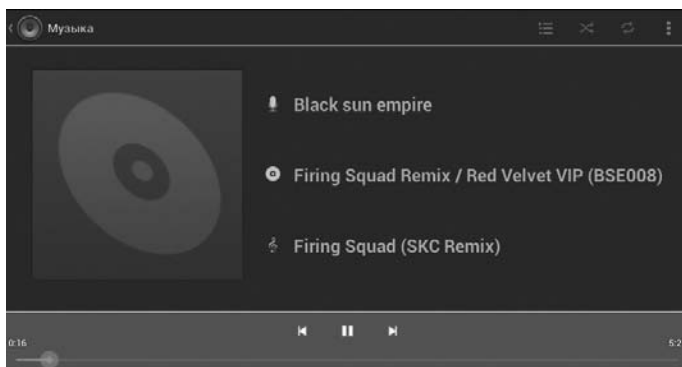 Музыка
Black sun empire
Firing Squad Remix / Red Velvet VIP (BSE008)
Firing Squad (SKC Remix)
0:16